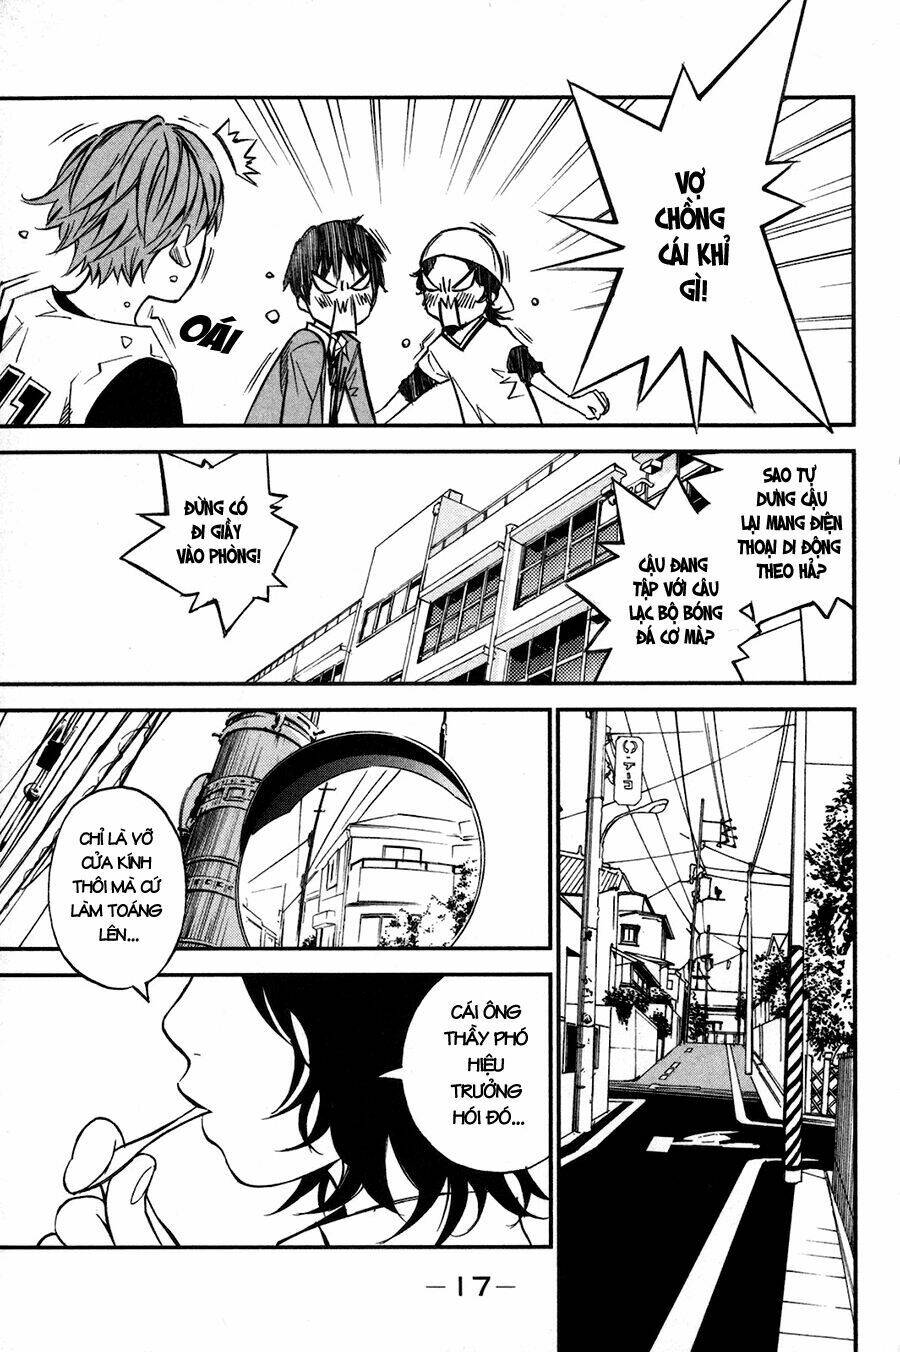 VỢ
CHỒNG
CÁI KHỈ
GÌ!
OÁI
SAO TỰ
DƯNG CẬU
LẠI MANG ĐIỆN
THOẠI DI ĐỘNG
THEO HẢ?
CẬU ĐANG
TẬP VỚI CÂU
LẠC BỘ BÓNG
ĐÁ CƠ MÀ?
ĐỪNG CÓ
ĐI GIẦY
VÀO PHÒNG!
CHỈ LÀ VỠ
CỬA KÍNH
THÔI MÀ CỨ
LÀM TOÁNG
LÊN...
CÁI ÔNG
THẦY PHÓ
HIỆU
TRƯỞNG
HÓI ĐÓ...
—17—